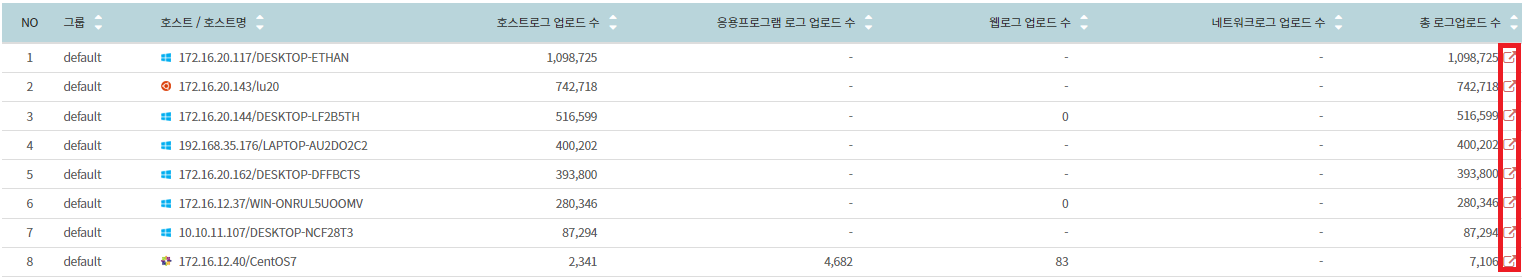 NO 그룹 호스트 / 호스트명 호스트로그 업로드 수 응용프로그램 로그 업로드 수 웹로그 업로드 수 네트워크로그 업로드 수 총 로그업로드 수
1 default 172.16.20.117/DESKTOP-ETHAN 1,098,725 - - - 1,098,725
2 default 172.16.20.143/lu20 742,718 - - - 742,718
3 default 172.16.20.144/DESKTOP-LF2B5TH 516,599 - 0 - 516,599
4 default 192.168.35.176/LAPTOP-AU2DO2C2 400,202 - - - 400,202
5 default 172.16.20.162/DESKTOP-DFFBCTS 393,800 - - - 393,800
6 default 172.16.12.37/WIN-ONRUL5UOOMV 280,346 - 0 - 280,346
7 default 10.10.11.107/DESKTOP-NCF28T3 87,294 - - - 87,294
8 default 172.16.12.40/CentOS7 2,341 4,682 83 - 7,106